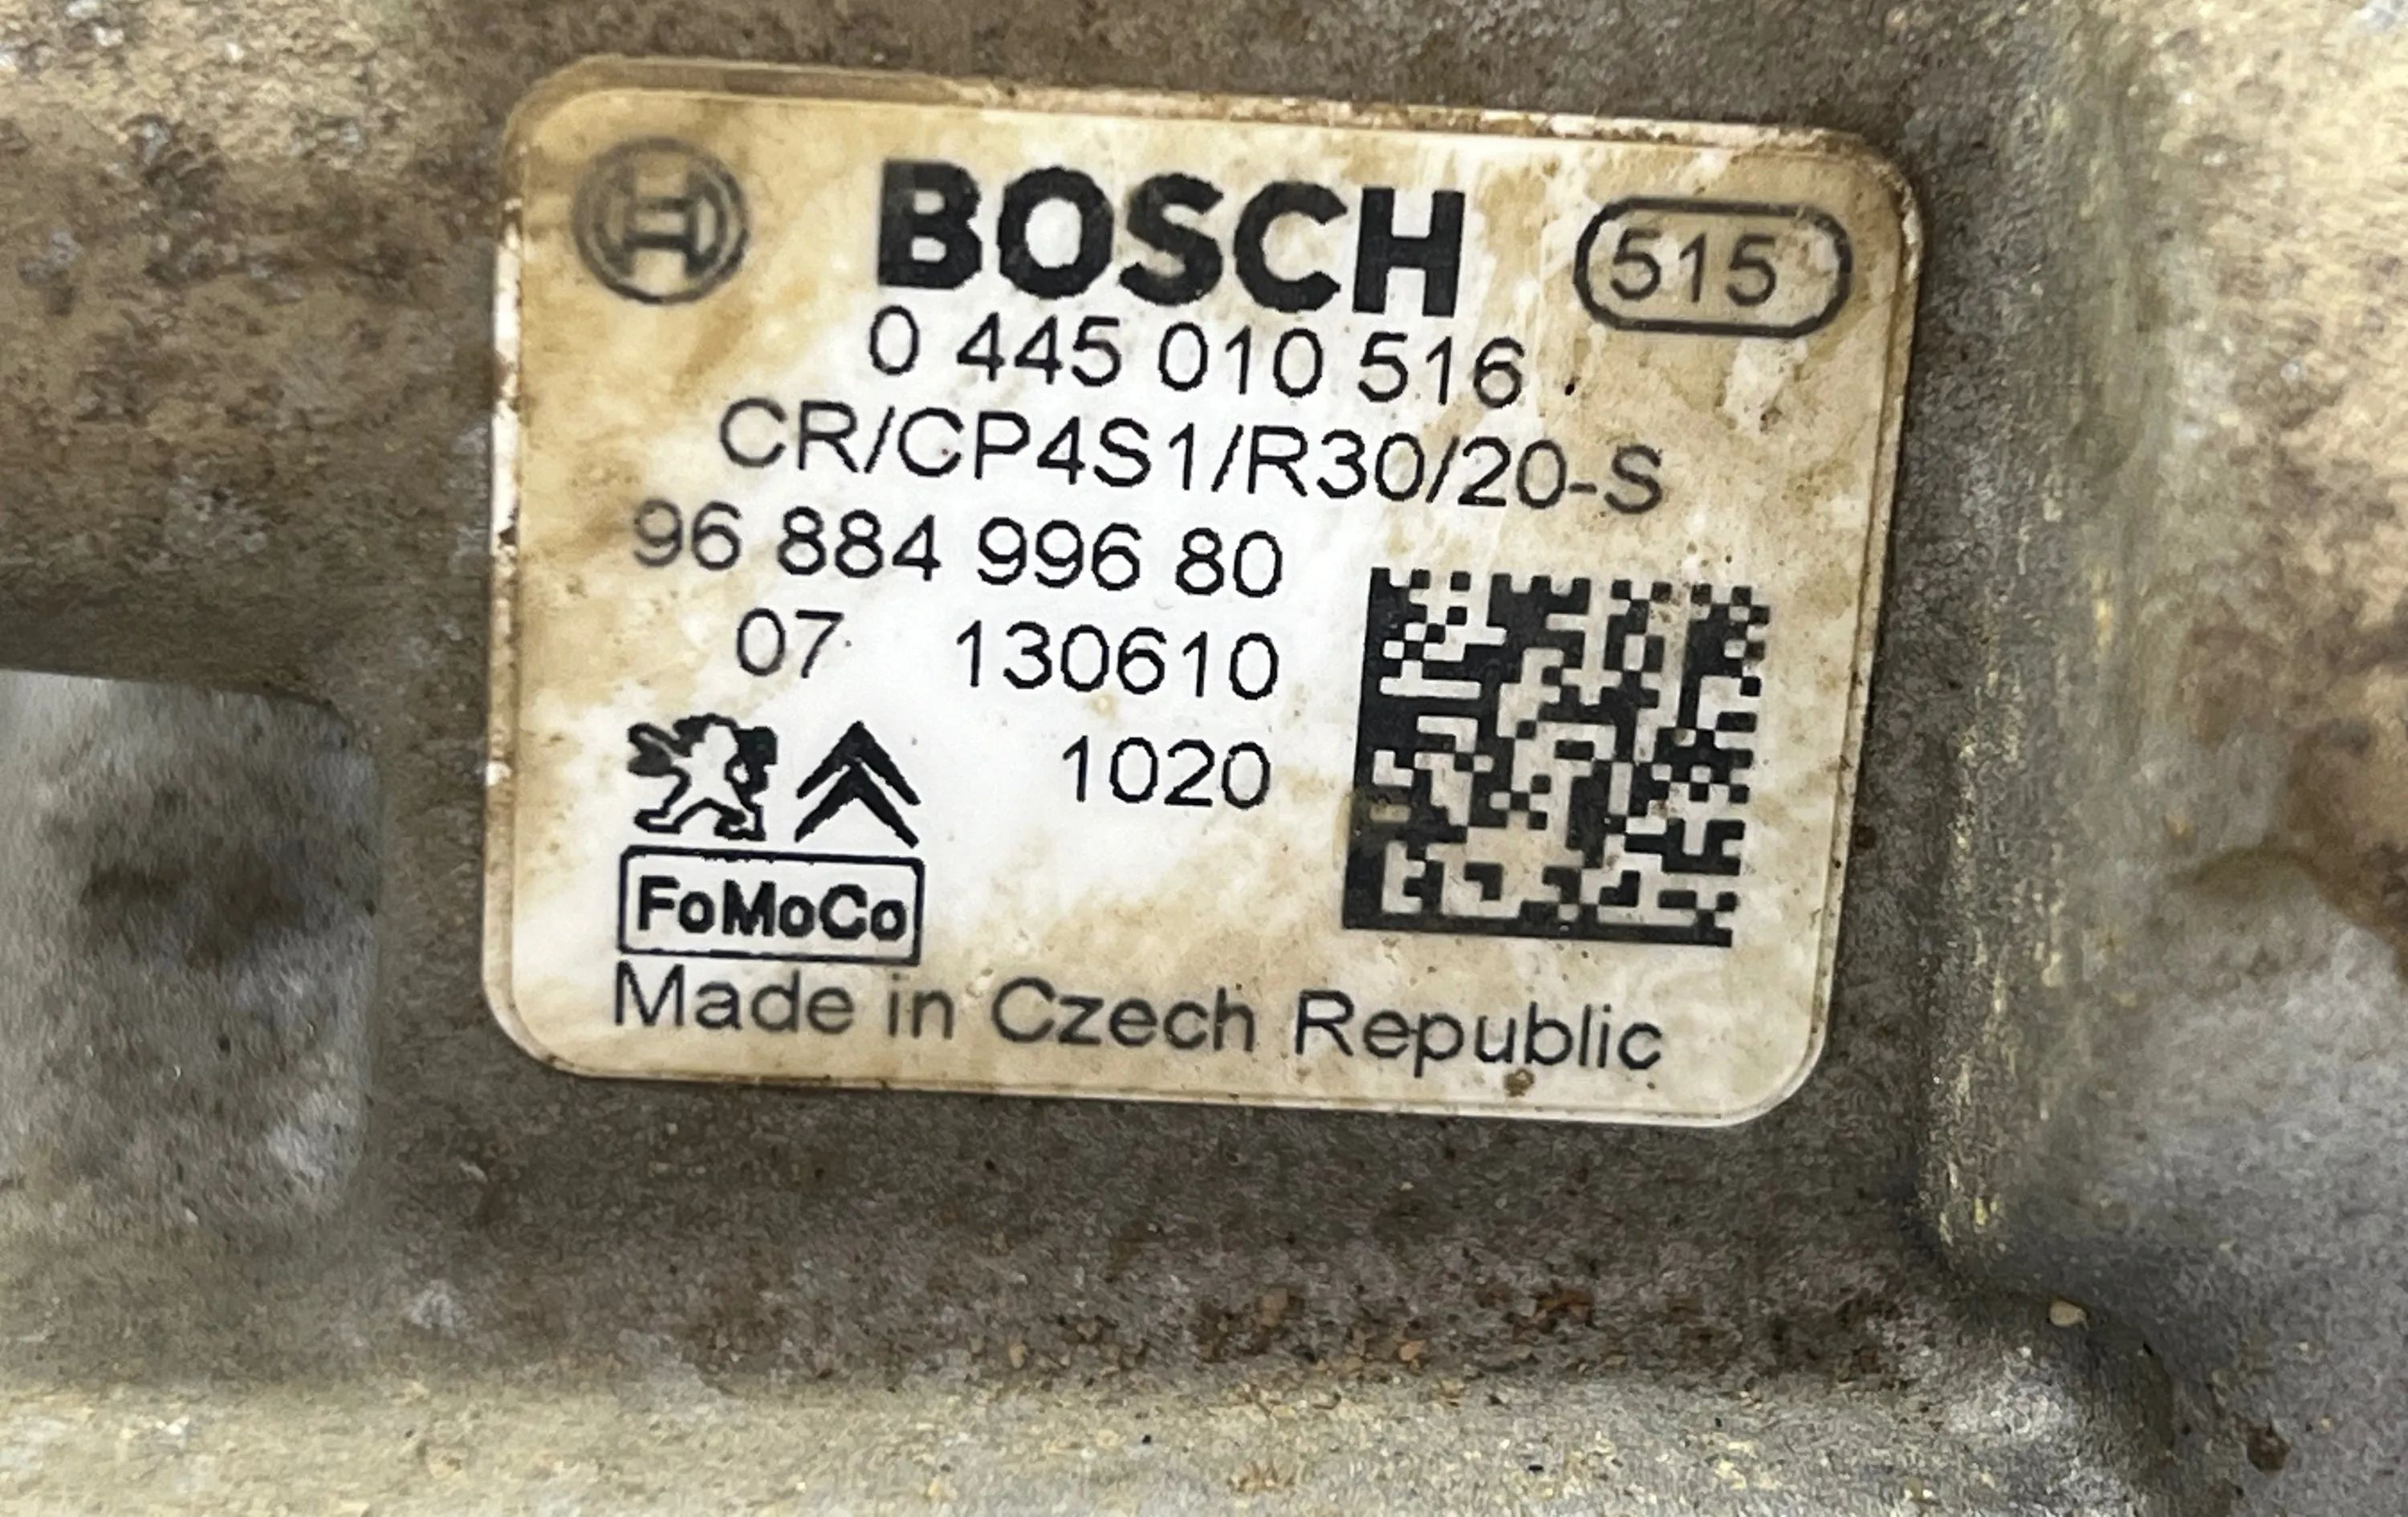 BOSCH 515
0 445 010 516
CR/CP4S1/R30/20-S
96 884 996 80
07 130610
1020
FoMoCo
Made in Czech Republic